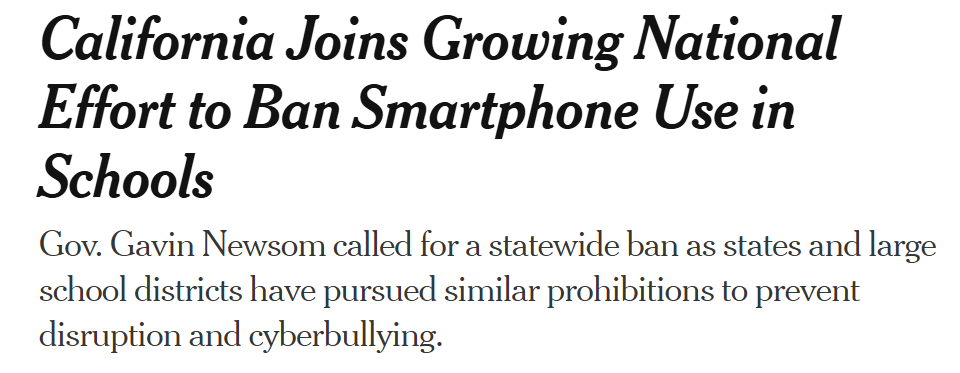 California Joins Growing National
Effort to Ban Smartphone Use in
Schools
Gov. Gavin Newsom called for a statewide ban as states and large
school districts have pursued similar prohibitions to prevent
disruption and cyberbullying.